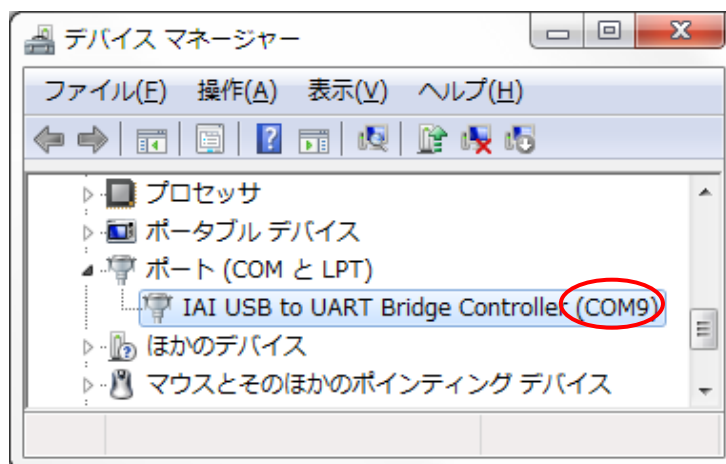 デバイス マネージャー
ファイル(F) 操作(A) 表示(V) ヘルプ(H)
プロセッサ
ポータブル デバイス
ポート (COM と LPT)
IAI USB to UART Bridge Controller (COM9)
ほかのデバイス
マウスとそのほかのポインティング デバイス